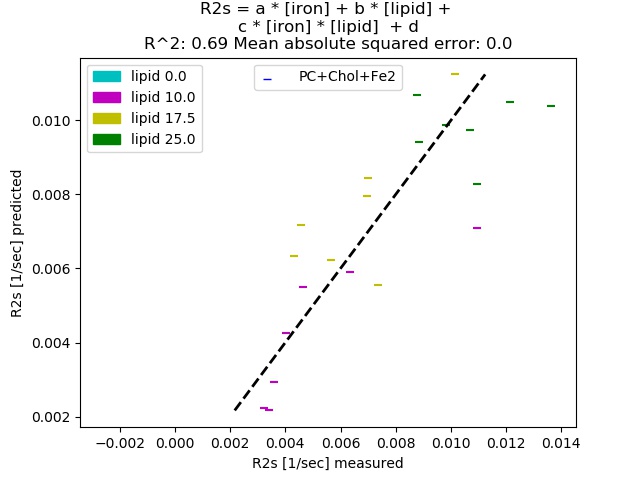 R2s = a * [iron] + b * [lipid] +
c * [iron] * [lipid]  + d
R^2: 0.69 Mean absolute squared error: 0.0
lipid 0.0
lipid 10.0
lipid 17.5
lipid 25.0
PC+Chol+Fe2
R2s [1/sec] predicted
0.010
0.008
0.006
0.004
0.002
−0.002 0.000 0.002 0.004 0.006 0.008 0.010 0.012 0.014
R2s [1/sec] measured